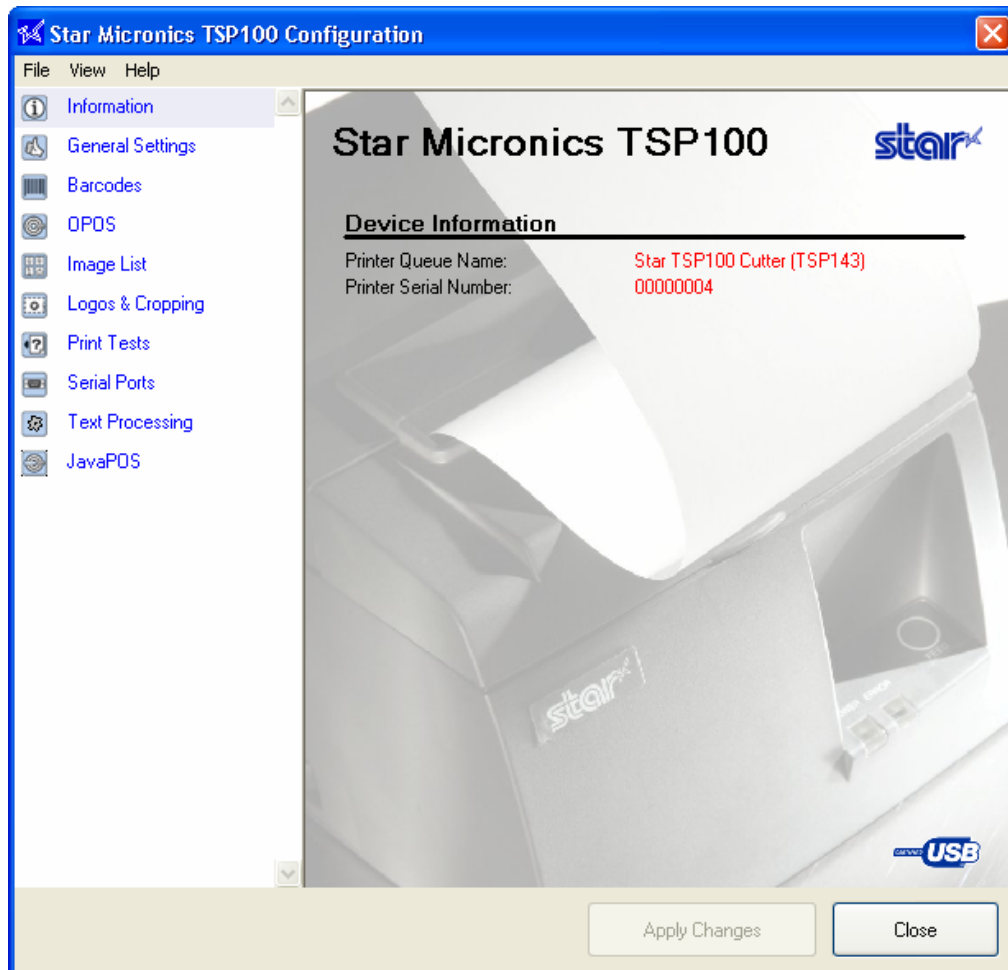 Star Micronics TSP100 Configuration
File View Help
Information
General Settings
Barcodes
OPOS
Image List
Logos & Cropping
Print Tests
Serial Ports
Text Processing
JavaPOS
Star Micronics TSP100
star
Device Information
Printer Queue Name: Star TSP100 Cutter (TSP143)
Printer Serial Number: 00000004
star
ERROR
USB
Apply Changes
Close